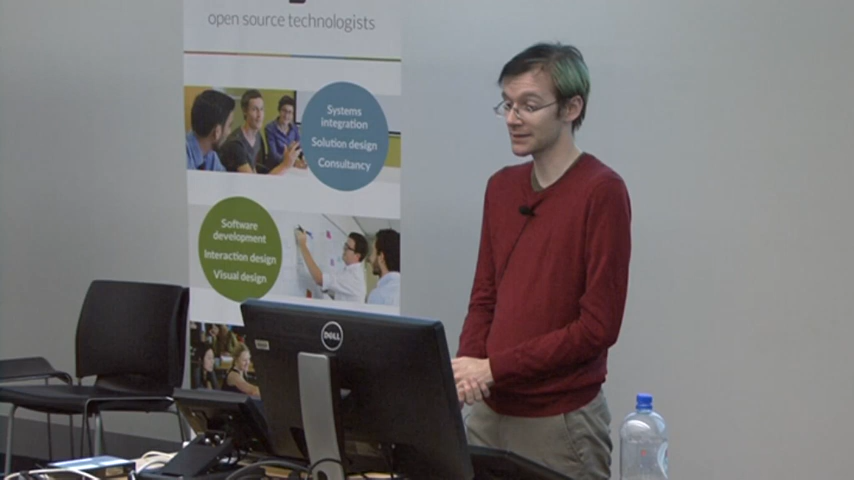 open source technologists
Systems
integration
Solution design
Consultancy
Software
development
Interaction design
Visual design
DELL